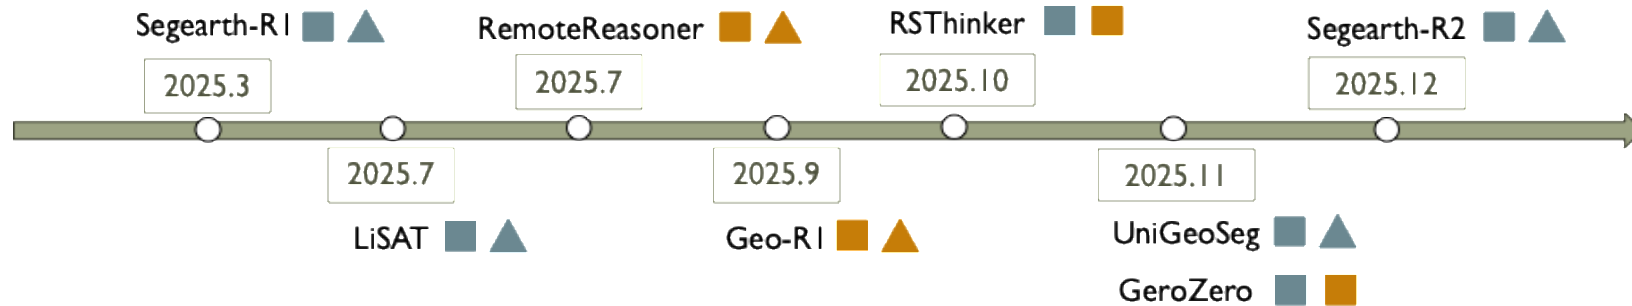 Segearth-R1
RemoteReasoner
RSThinker
Segearth-R2
2025.3
2025.7
2025.10
2025.12
2025.7
2025.9
2025.11
LiSAT
Geo-R1
UniGeoSeg
GeroZero